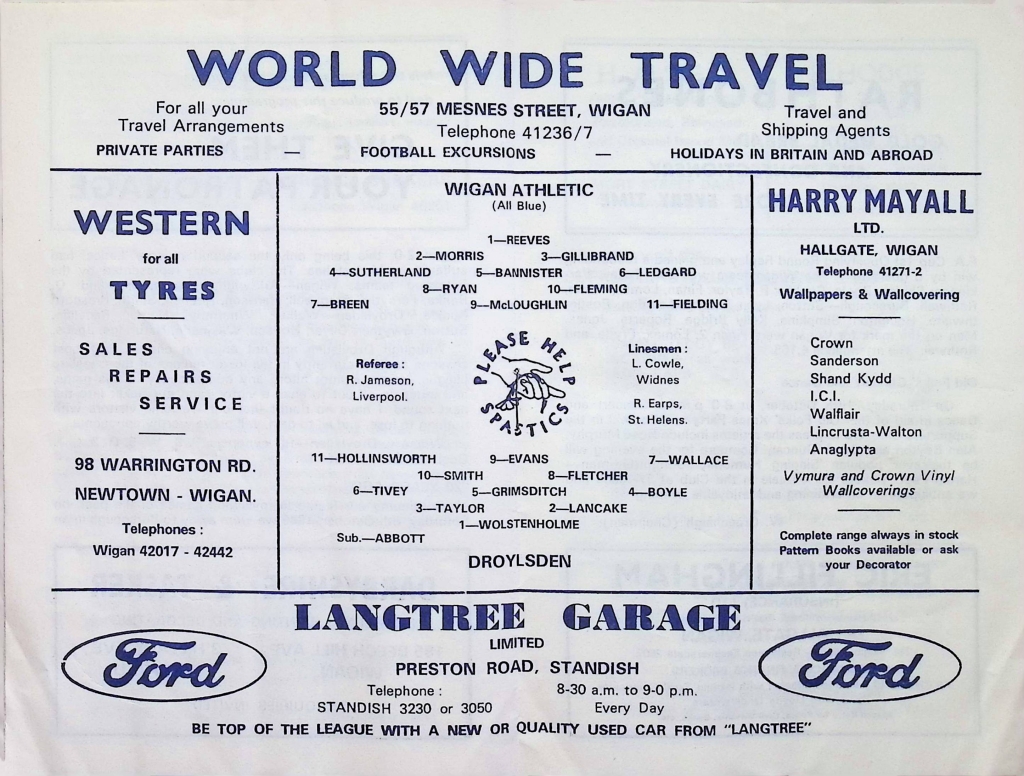 WORLD WIDE TRAVEL
For all your
Travel Arrangements
55/57 MESNES STREET, WIGAN
Telephone 41236/7
Travel and
Shipping Agents
PRIVATE PARTIES — FOOTBALL EXCURSIONS — HOLIDAYS IN BRITAIN AND ABROAD
WESTERN
for all
TYRES
SALES
REPAIRS
SERVICE
98 WARRINGTON RD.
NEWTOWN - WIGAN.
Telephones :
Wigan 42017 - 42442
WIGAN ATHLETIC
(All Blue)
1—REEVES
2—MORRIS 3—GILLIBRAND
4—SUTHERLAND 5—BANNISTER 6—LEDGARD
8—RYAN 10—FLEMING
7—BREEN 9—McLOUGHLIN 11—FIELDING
Referee :
R. Jameson,
Liverpool.
PLEASE HELP
SPASTICS
Linesmen :
L. Cowle,
Widnes
R. Earps,
St. Helens.
11—HOLLINSWORTH 9—EVANS 7—WALLACE
10—SMITH 8—FLETCHER
6—TIVEY 5—GRIMSDITCH 4—BOYLE
3—TAYLOR 2—LANCAKE
1—WOLSTENHOLME
Sub.—ABBOTT
DROYLSDEN
HARRY MAYALL
LTD.
HALLGATE, WIGAN
Telephone 41271-2
Wallpapers & Wallcovering
Crown
Sanderson
Shand Kydd
I.C.I.
Walflair
Lincrusta-Walton
Anaglypta
Vymura and Crown Vinyl
Wallcoverings
Complete range always in stock
Pattern Books available or ask
your Decorator
LANGTREE GARAGE
LIMITED
PRESTON ROAD, STANDISH
Ford
Telephone :
STANDISH 3230 or 3050
8-30 a.m. to 9-0 p.m.
Every Day
Ford
BE TOP OF THE LEAGUE WITH A NEW OR QUALITY USED CAR FROM "LANGTREE"